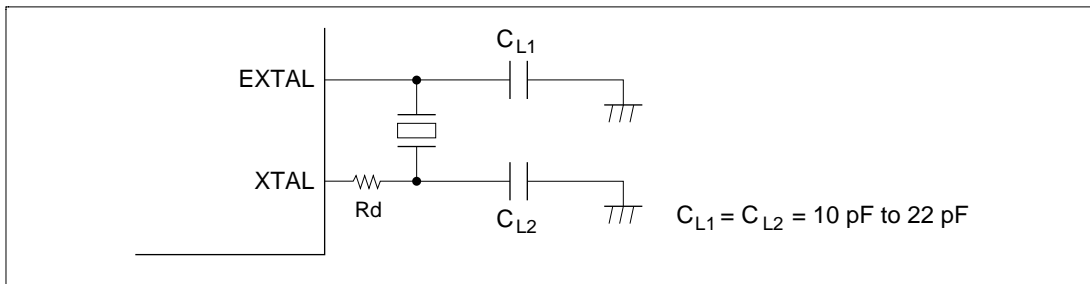 C_L1
EXTAL
XTAL
Rd
C_L2
C_L1 = C_L2 = 10 pF to 22 pF